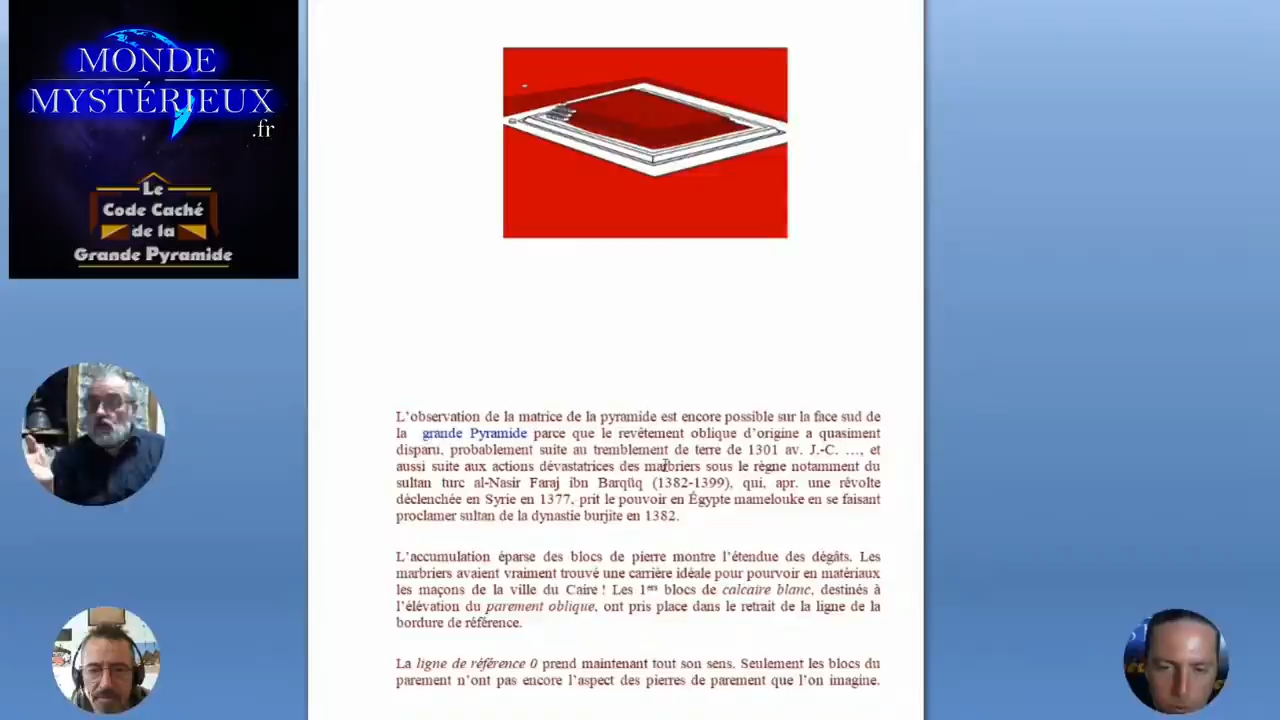 MONDE
MYSTÉRIEUX
.fr
Le
Code Caché
de la
Grande Pyramide
L'observation de la matrice de la pyramide est encore possible sur la face sud de
la grande Pyramide parce que le revêtement oblique d'origine a quasiment
disparu, probablement suite au tremblement de terre de 1301 av. J.-C. …, et
aussi suite aux actions dévastatrices des marbriers sous le règne notamment du
sultan turc al-Nasir Faraj ibn Barqūq (1382-1399), qui, apr. une révolte
déclenchée en Syrie en 1377, prit le pouvoir en Égypte mamelouke en se faisant
proclamer sultan de la dynastie burjite en 1382.
L'accumulation éparse des blocs de pierre montre l'étendue des dégâts. Les
marbriers avaient vraiment trouvé une carrière idéale pour pourvoir en matériaux
les maçons de la ville du Caire ! Les 1ers blocs de calcaire blanc, destinés à
l'élévation du parement oblique, ont pris place dans le retrait de la ligne de la
bordure de référence.
La ligne de référence 0 prend maintenant tout son sens. Seulement les blocs du
parement n'ont pas encore l'aspect des pierres de parement que l'on imagine.